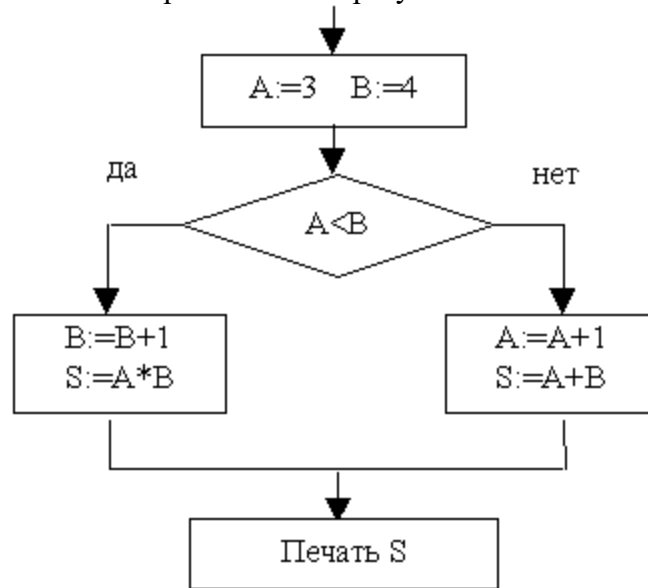 A:=3 B:=4
да
нет
A<B
B:=B+1
S:=A*B
A:=A+1
S:=A+B
Печать S